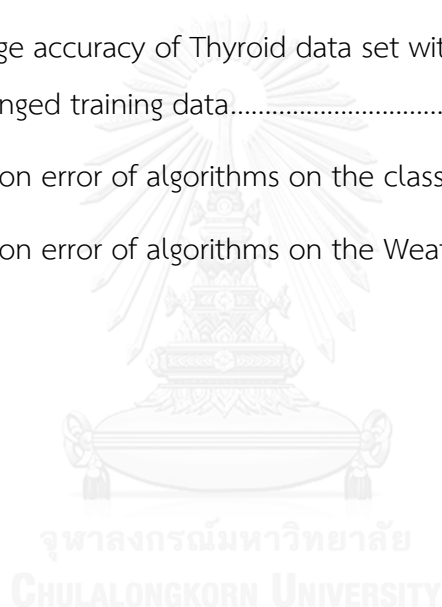 ge accuracy of Thyroid data set wit
nged training data................................
on error of algorithms on the class
on error of algorithms on the Weat
จุฬาลงกรณ์มหาวิทยาลัย
CHULALONGKORN UNIVERSITY